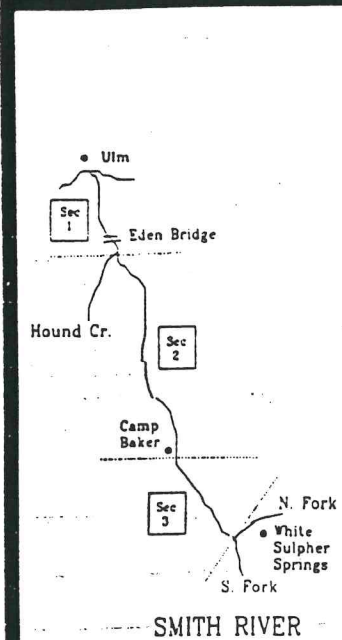 Ulm
Sec
1
Eden Bridge
Hound Cr.
Sec
2
Camp
Baker
Sec
3
N. Fork
White
Sulpher
Springs
S. Fork
SMITH RIVER